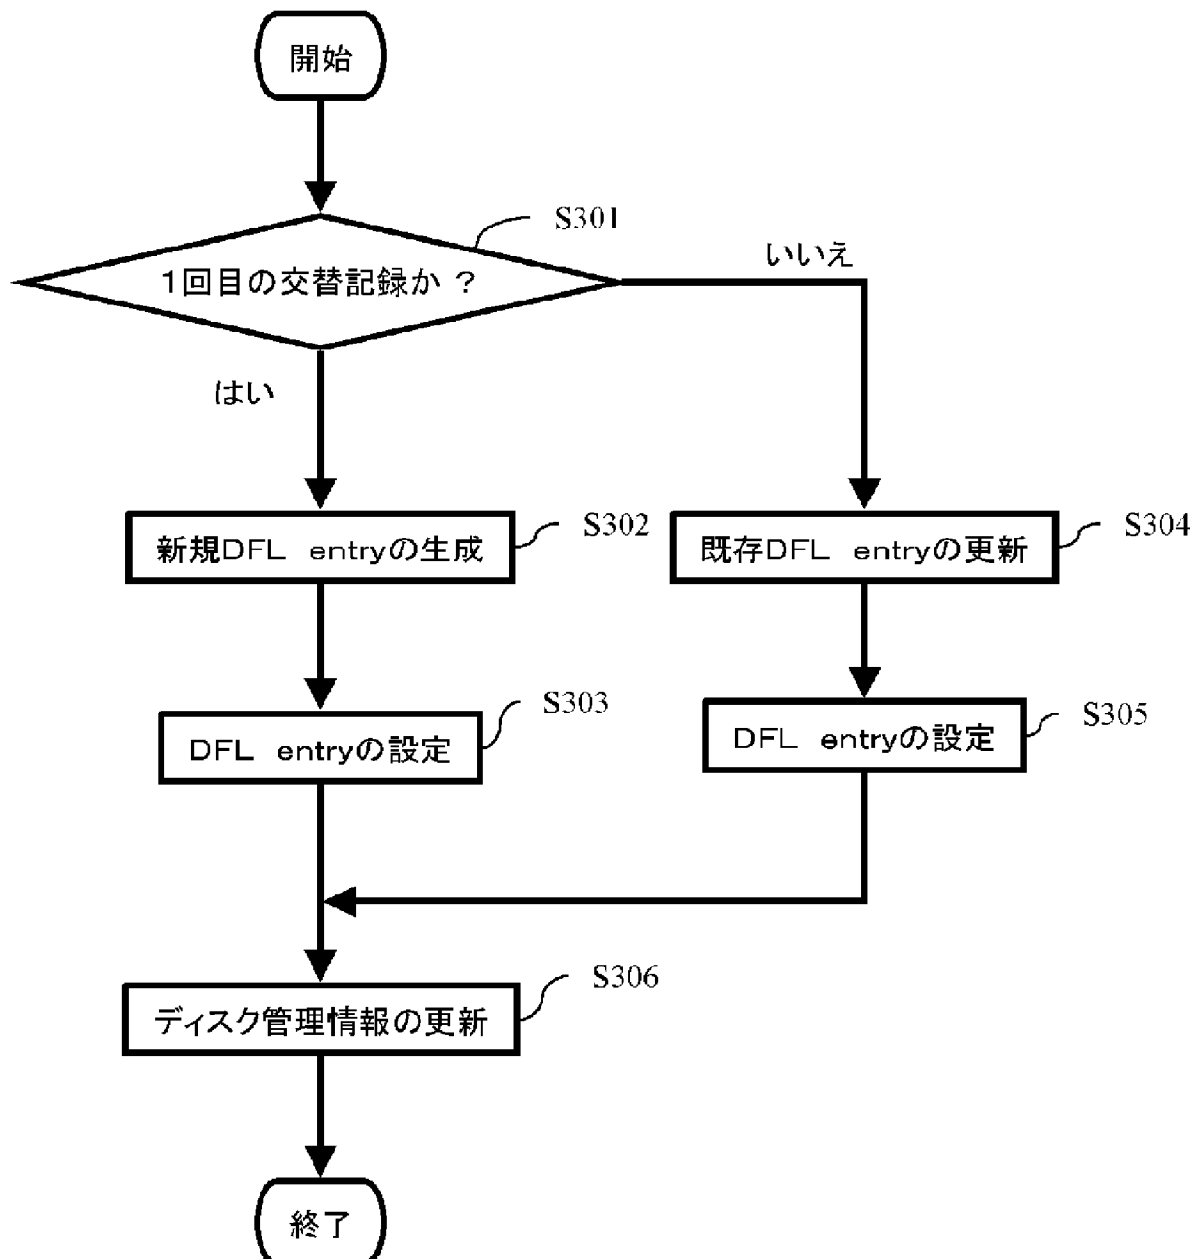 開始
S301
1回目の交替記録か ?
いいえ
はい
S302
新規DFL entryの生成
S304
既存DFL entryの更新
S303
DFL entryの設定
S305
DFL entryの設定
S306
ディスク管理情報の更新
終了